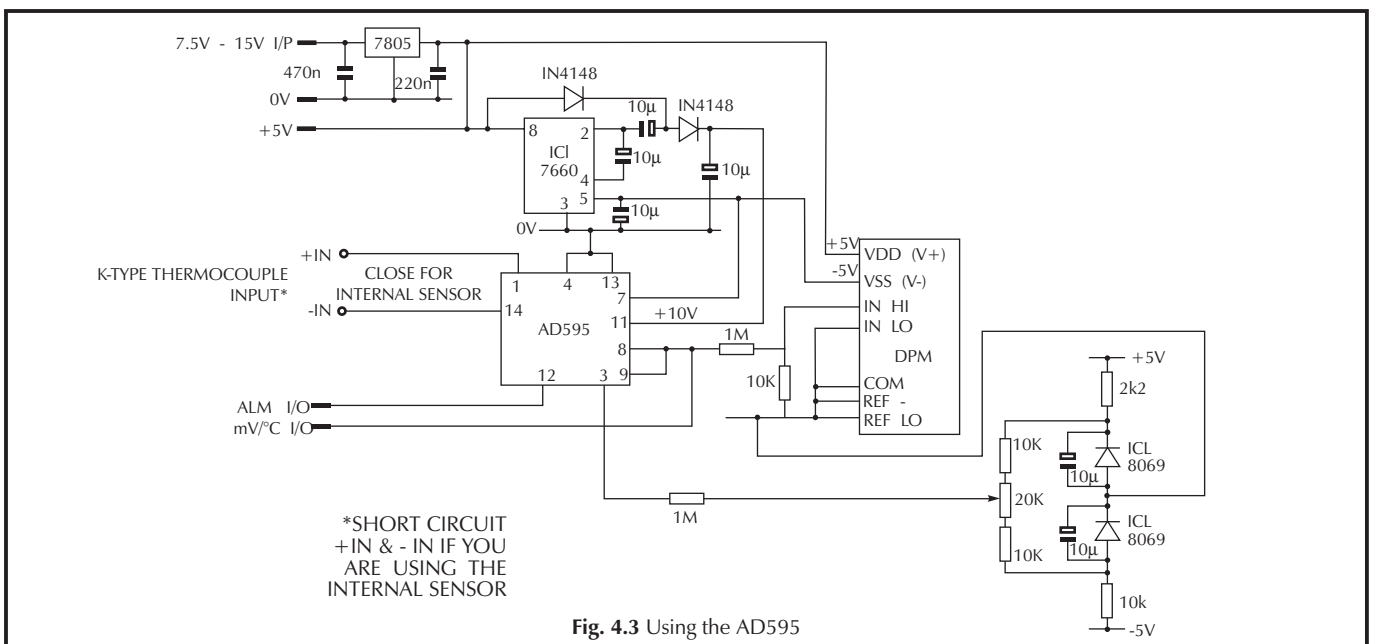 7.5V - 15V I/P
7805
470n
220n
0V
+5V
IN4148
10µ
IN4148
8
2
ICl
7660
10µ
10µ
4
3
5
10µ
0V
+5V
VDD (V+)
-5V
VSS (V-)
+IN
K-TYPE THERMOCOUPLE
INPUT*
CLOSE FOR
INTERNAL SENSOR
-IN
1
4
13
7
14
11
+10V
AD595
8
9
12
3
1M
10K
IN HI
IN LO
DPM
COM
REF -
REF LO
ALM I/O
mV/°C I/O
+5V
2k2
10K
10µ
ICL
8069
20K
1M
10K
10µ
ICL
8069
10k
-5V
*SHORT CIRCUIT
+IN & - IN IF YOU
ARE USING THE
INTERNAL SENSOR
Fig. 4.3 Using the AD595